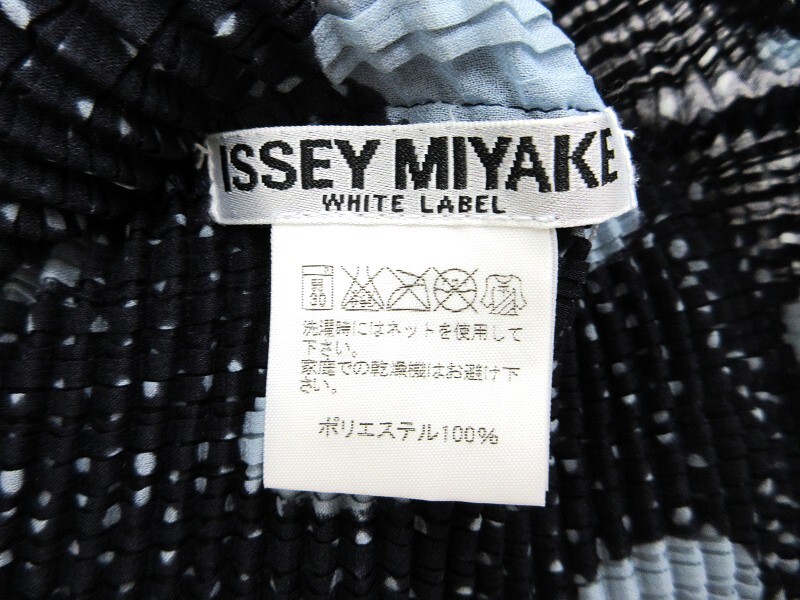 ISSEY MIYAKE
WHITE LABEL
弱
30
洗濯時にはネットを使用して
下さい。
家庭での乾燥機はお避け下
さい。
ポリエステル100%